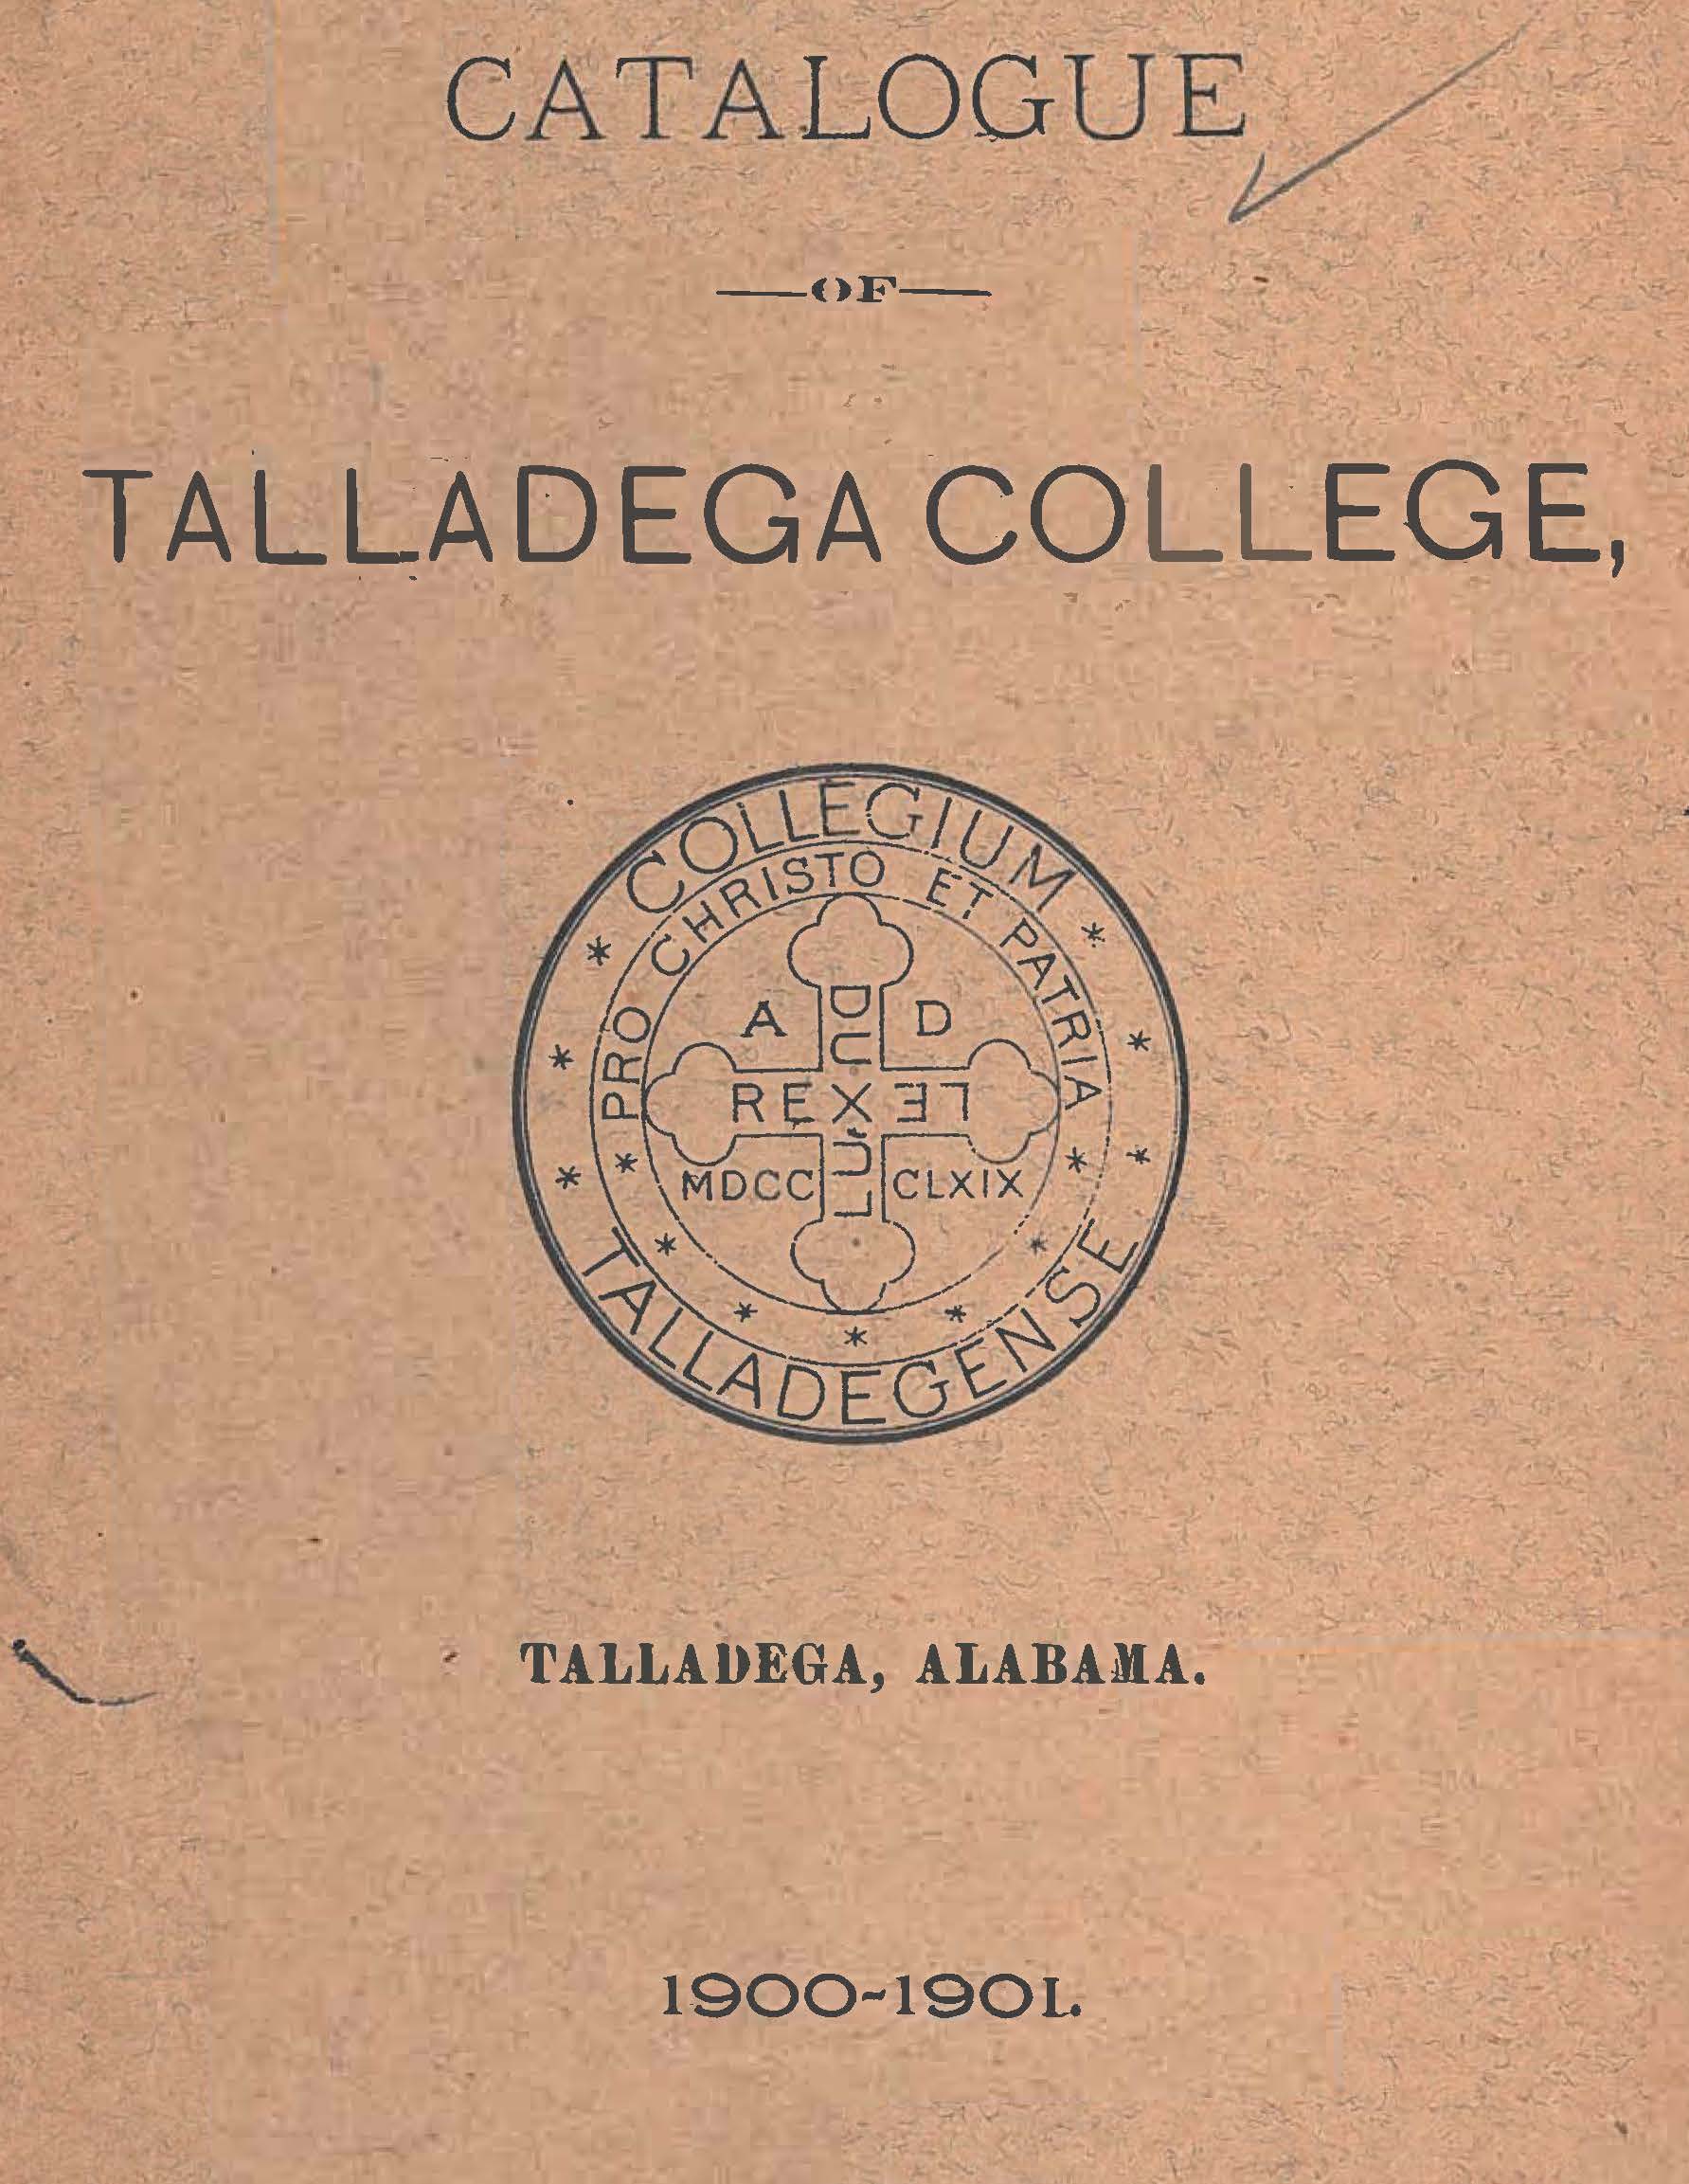 CATALOGUE
—OF—
TALLADEGA COLLEGE,
COLLEGIUM
PRO CHRISTO ET PATRIA
A D
DUX
REX
LEX
LUX
MDCC CLXIX
TALLADEGENSE
TALLADEGA, ALABAMA.
1900-1901.